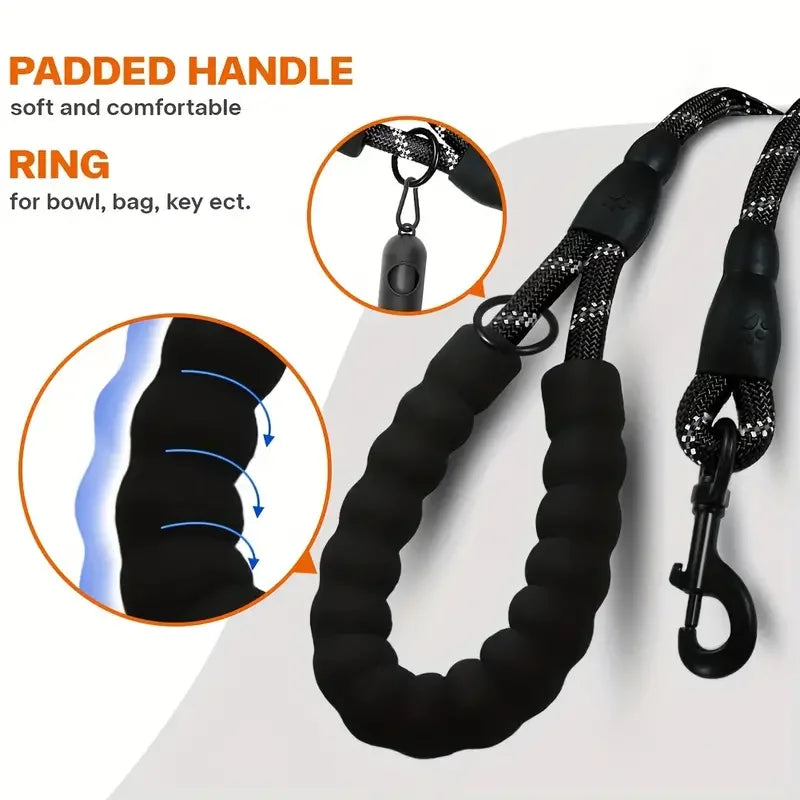 PADDED HANDLE
soft and comfortable
RING
for bowl, bag, key ect.